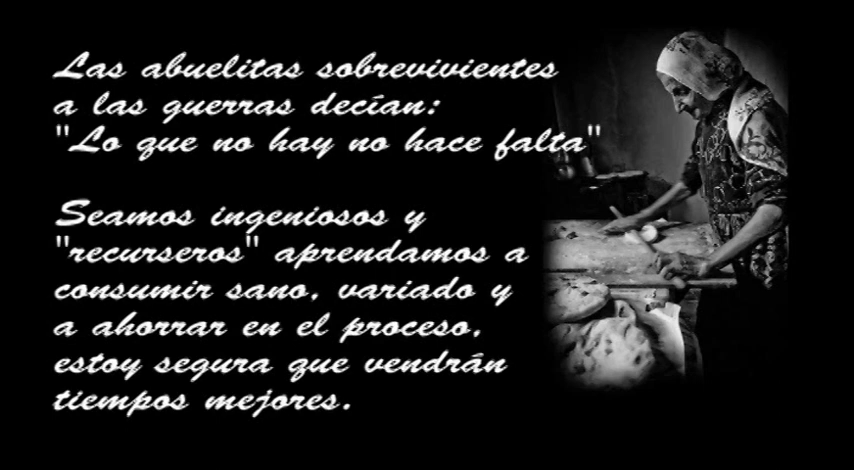 Las abuelitas sobrevivientes
a las guerras decían:
"Lo que no hay no hace falta"
Seamos ingeniosos y
"recurseros" aprendamos a
consumir sano, variado y
a ahorrar en el proceso,
estoy segura que vendrán
tiempos mejores.